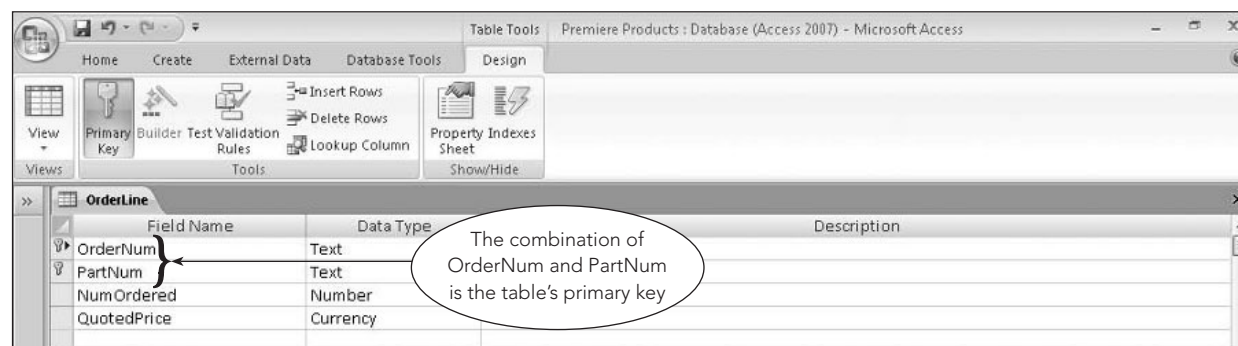 Table Tools Premiere Products : Database (Access 2007) - Microsoft Access
Home Create External Data Database Tools Design
View
Primary Key
Builder
Test Validation Rules
Insert Rows
Delete Rows
Lookup Column
Property Sheet
Indexes
Views Tools Show/Hide
OrderLine
Field Name Data Type Description
OrderNum Text
PartNum Text
NumOrdered Number
QuotedPrice Currency
The combination of
OrderNum and PartNum
is the table's primary key